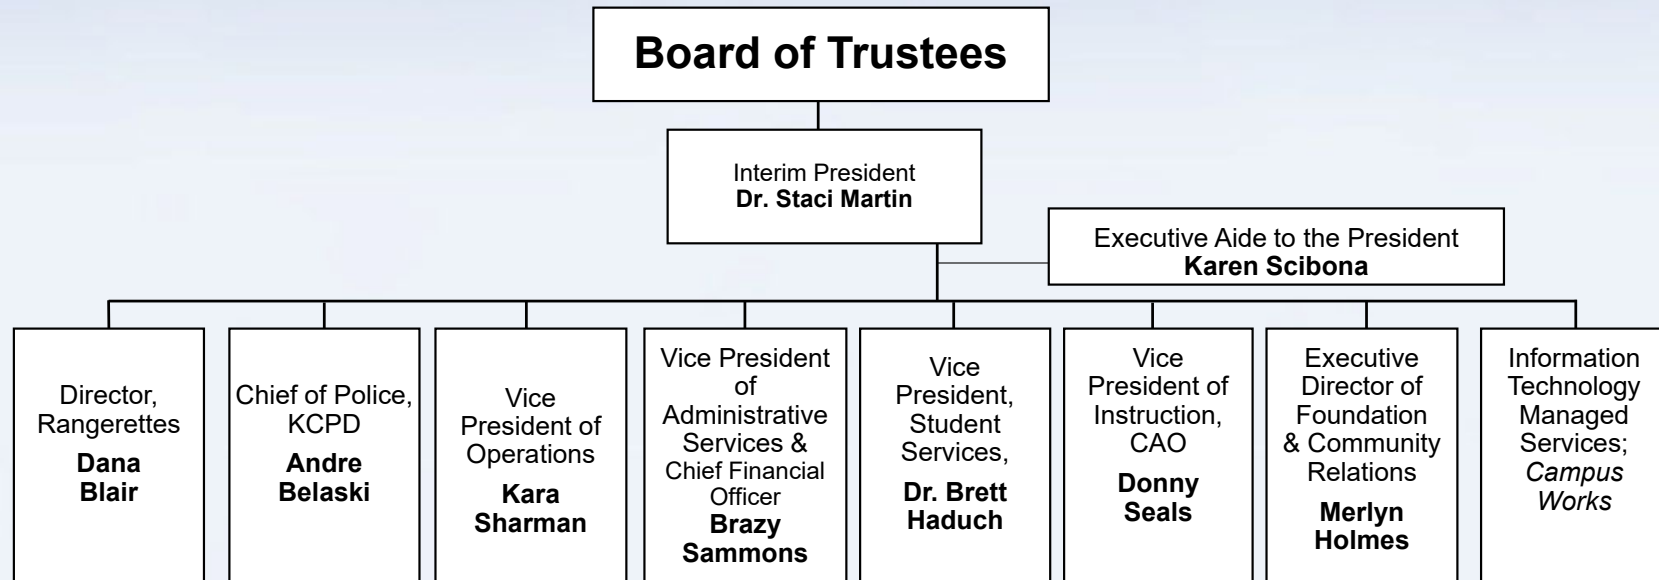 Board of Trustees
Interim President
Dr. Staci Martin
Executive Aide to the President
Karen Scibona
Director,
Rangerettes
Dana
Blair
Chief of Police,
KCPD
Andre
Belaski
Vice
President of
Operations
Kara
Sharman
Vice President
of
Administrative
Services &
Chief Financial
Officer
Brazy
Sammons
Vice
President,
Student
Services,
Dr. Brett
Haduch
Vice
President of
Instruction,
CAO
Donny
Seals
Executive
Director of
Foundation
& Community
Relations
Merlyn
Holmes
Information
Technology
Managed
Services;
Campus
Works